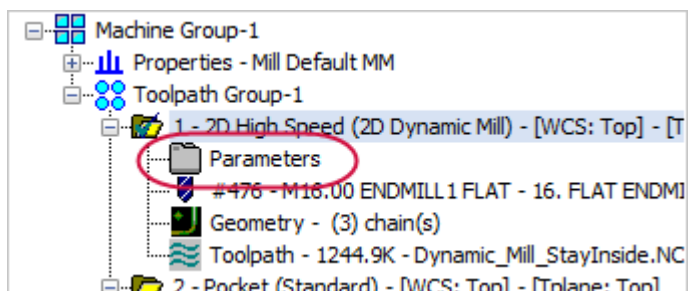 Machine Group-1
Properties - Mill Default MM
Toolpath Group-1
1 - 2D High Speed (2D Dynamic Mill) - [WCS: Top] - [T
Parameters
#476 - M16.00 ENDMILL1 FLAT - 16. FLAT ENDMI
Geometry - (3) chain(s)
Toolpath - 1244.9K - Dynamic_Mill_StayInside.NC
2 - Pocket (Standard) - [WCS: Top] - [Tplane: Top]